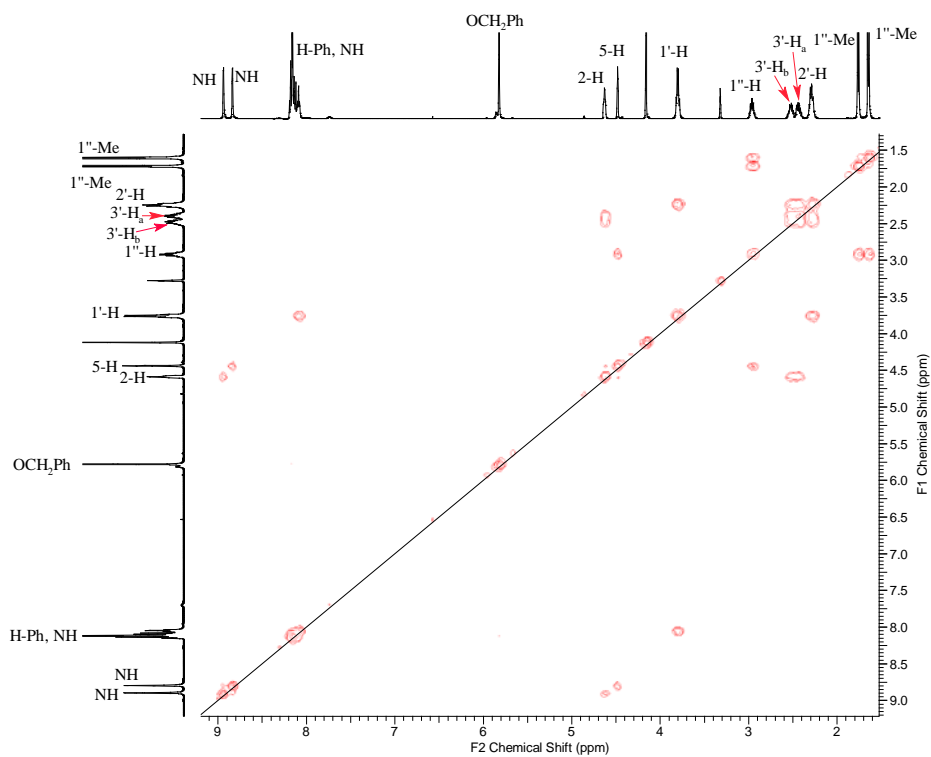 OCH₂Ph
H-Ph, NH
NH
NH
2-H
5-H
1'-H
1''-H
3'-Hb
3'-Ha
2'-H
1''-Me
1''-Me
1''-Me
1''-Me
2'-H
3'-Ha
3'-Hb
1''-H
1'-H
5-H
2-H
OCH₂Ph
H-Ph, NH
NH
NH
1.5
2.0
2.5
3.0
3.5
4.0
4.5
5.0
5.5
6.0
6.5
7.0
7.5
8.0
8.5
9.0
F1 Chemical Shift (ppm)
9 8 7 6 5 4 3 2
F2 Chemical Shift (ppm)